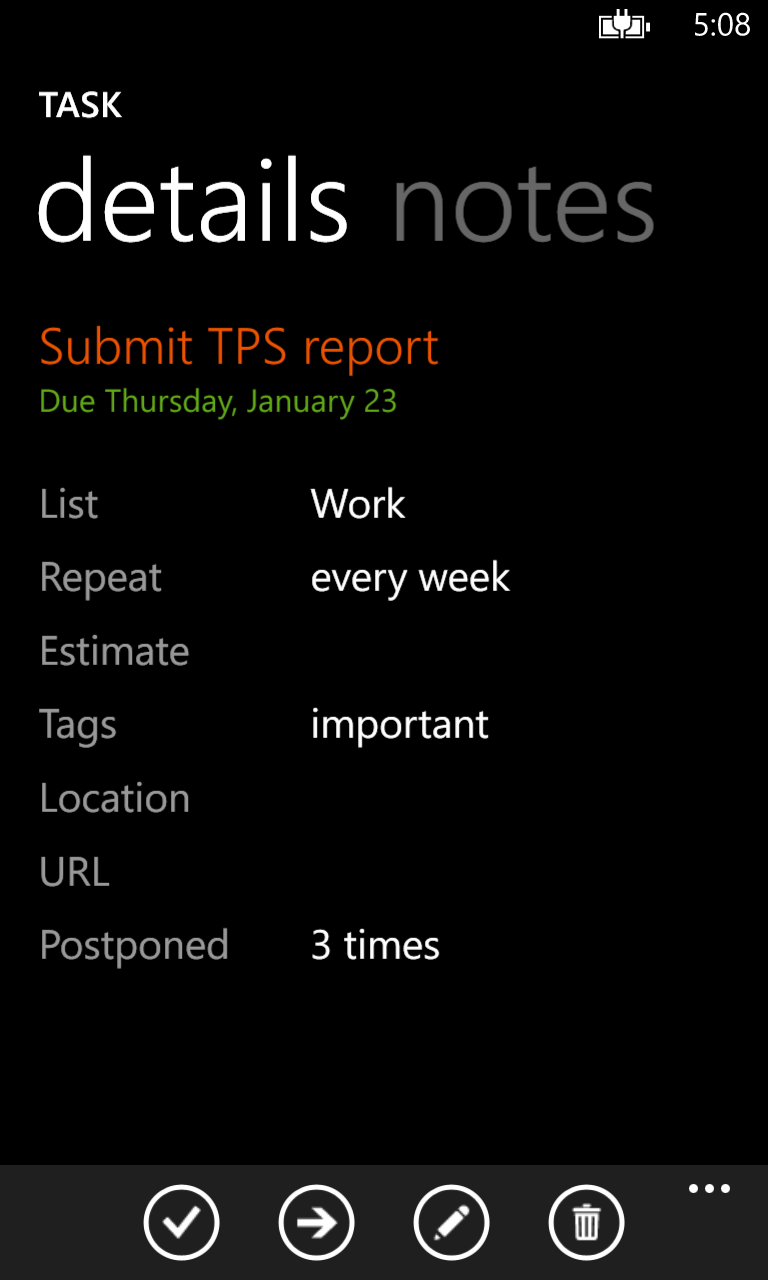 5:08
TASK
details notes
Submit TPS report
Due Thursday, January 23
List Work
Repeat every week
Estimate
Tags important
Location
URL
Postponed 3 times